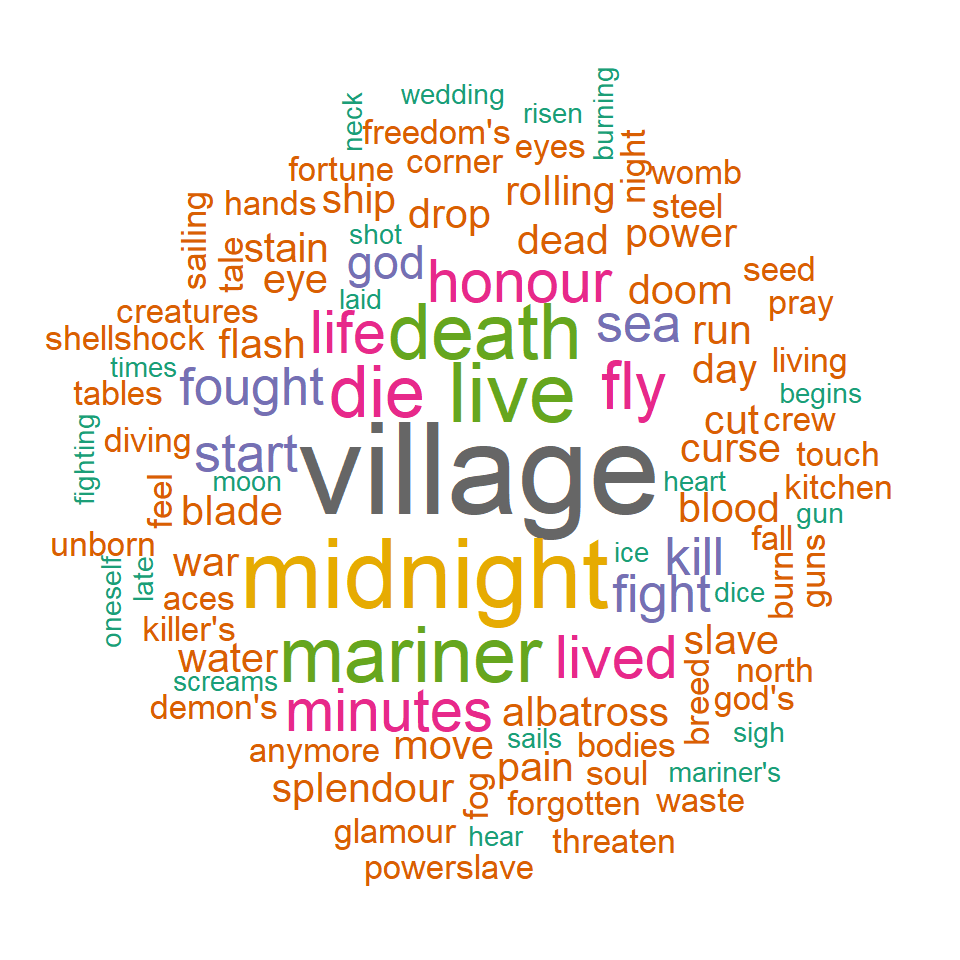 wedding
neck
risen
burning
freedom's
corner
eyes
night
fortune
womb
hands
ship
drop
rolling
steel
sailing
tale
stain
shot
dead
power
god
eye
honour
doom
seed
laid
pray
creatures
life
death
sea
run
shellshock
flash
times
fought
die
live
fly
day
living
tables
begins
fighting
diving
start
village
cut
crew
curse
touch
moon
heart
kitchen
feel
blade
blood
gun
unborn
war
midnight
ice
kill
fall
burn
guns
oneself
late
aces
fight
dice
killer's
water
mariner
lived
slave
north
screams
breed
god's
demon's
minutes
albatross
sigh
anymore
move
sails
bodies
pain
soul
mariner's
splendour
fog
forgotten
waste
glamour
hear
threaten
powerslave